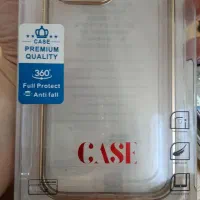 CASE
PREMIUM
QUALITY
360°
Full Protect
Anti fall
CASE